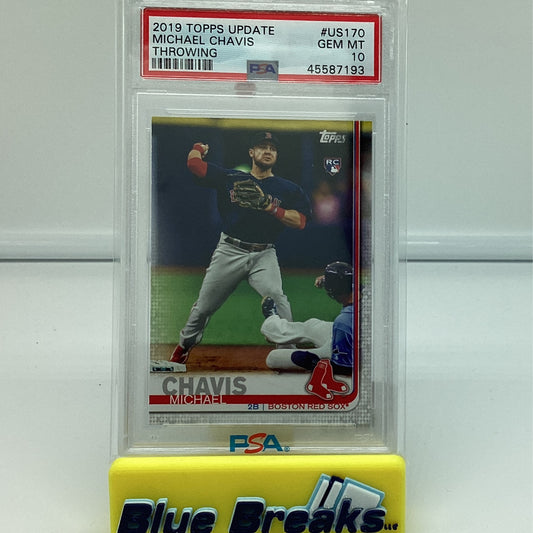 2019 TOPPS UPDATE #US170
MICHAEL CHAVIS GEM MT
THROWING 10
PSA 45587193
Topps
RC
CHAVIS
MICHAEL
2B | BOSTON RED SOX
PSA
Blue Breaks LLC